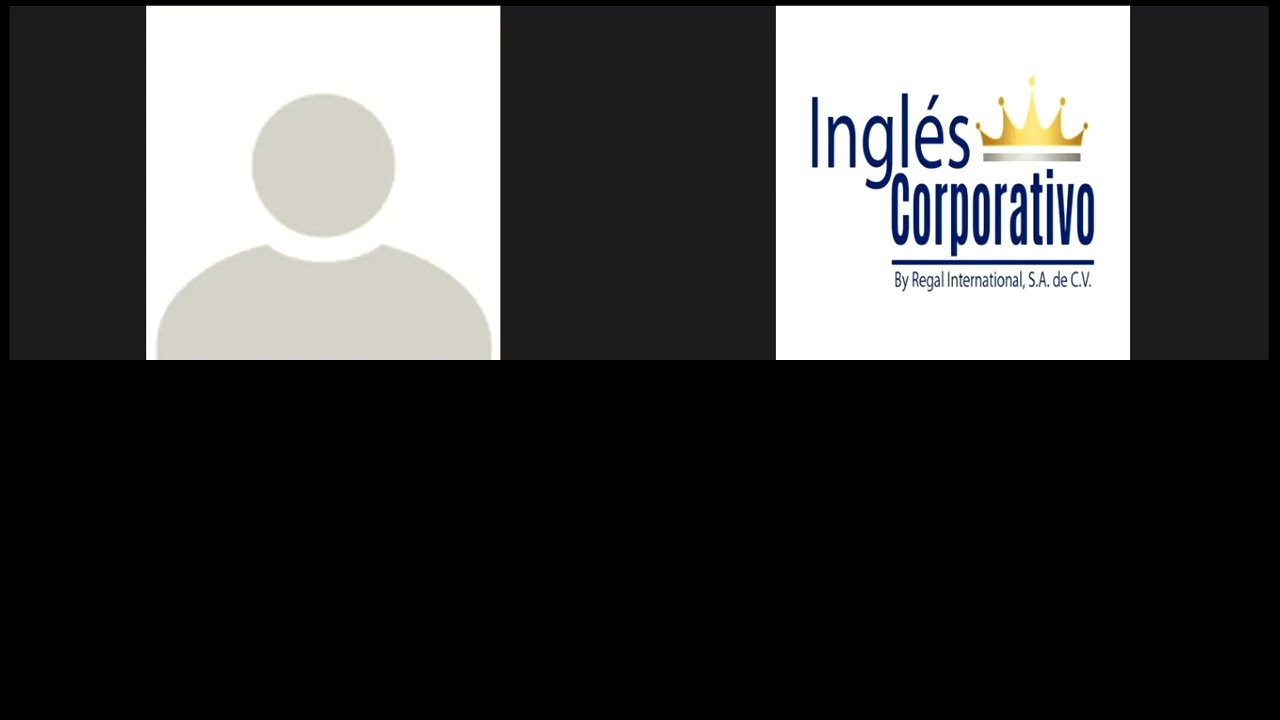 Inglés
Corporativo
By Regal International, S.A. de C.V.